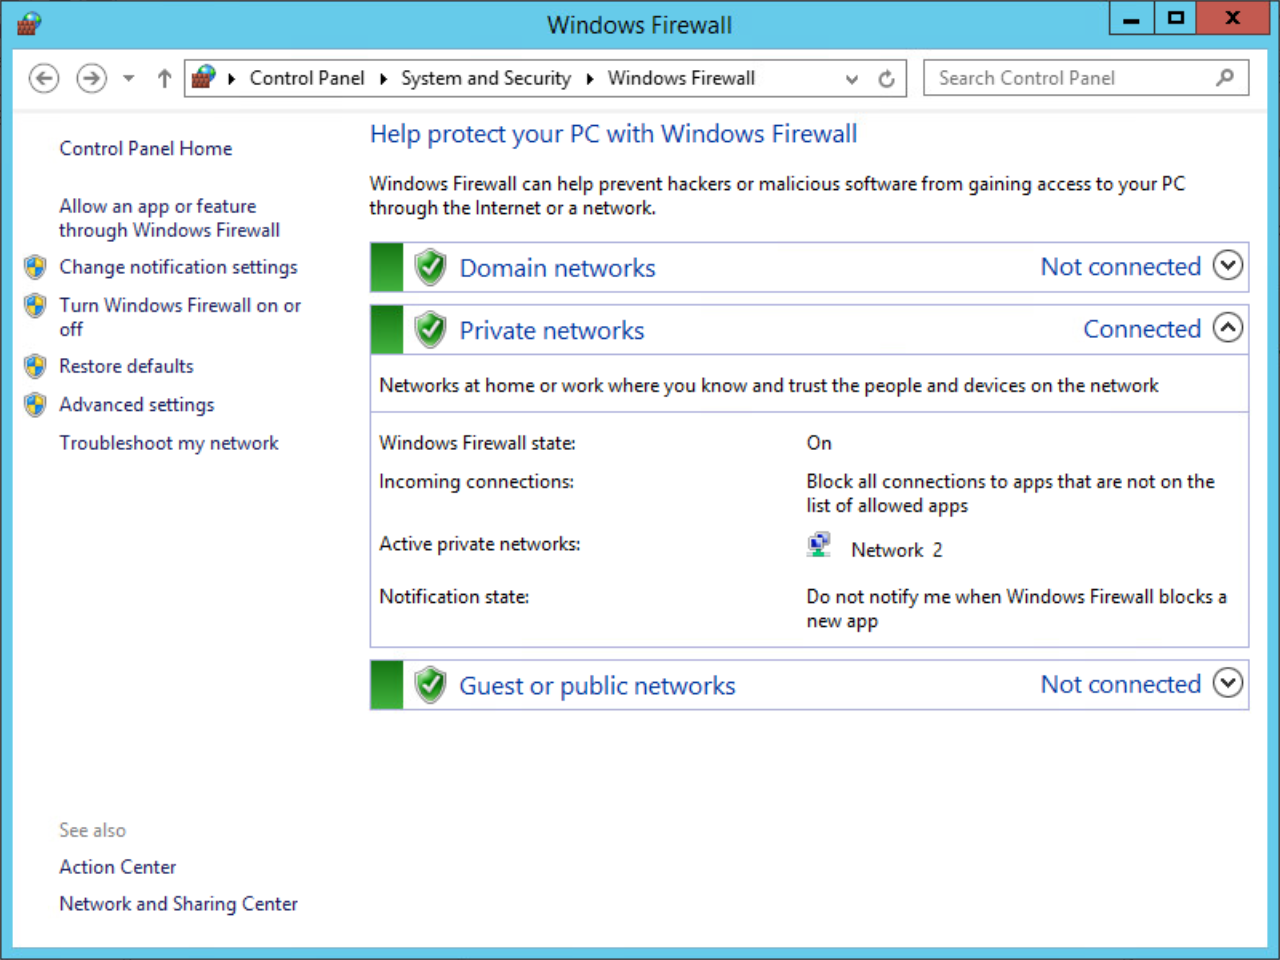 Windows Firewall
Control Panel
System and Security
Windows Firewall
Search Control Panel
Control Panel Home
Allow an app or feature
through Windows Firewall
Change notification settings
Turn Windows Firewall on or
off
Restore defaults
Advanced settings
Troubleshoot my network
Help protect your PC with Windows Firewall
Windows Firewall can help prevent hackers or malicious software from gaining access to your PC
through the Internet or a network.
Domain networks Not connected
Private networks Connected
Networks at home or work where you know and trust the people and devices on the network
Windows Firewall state: On
Incoming connections: Block all connections to apps that are not on the
list of allowed apps
Active private networks: Network 2
Notification state: Do not notify me when Windows Firewall blocks a
new app
Guest or public networks Not connected
See also
Action Center
Network and Sharing Center